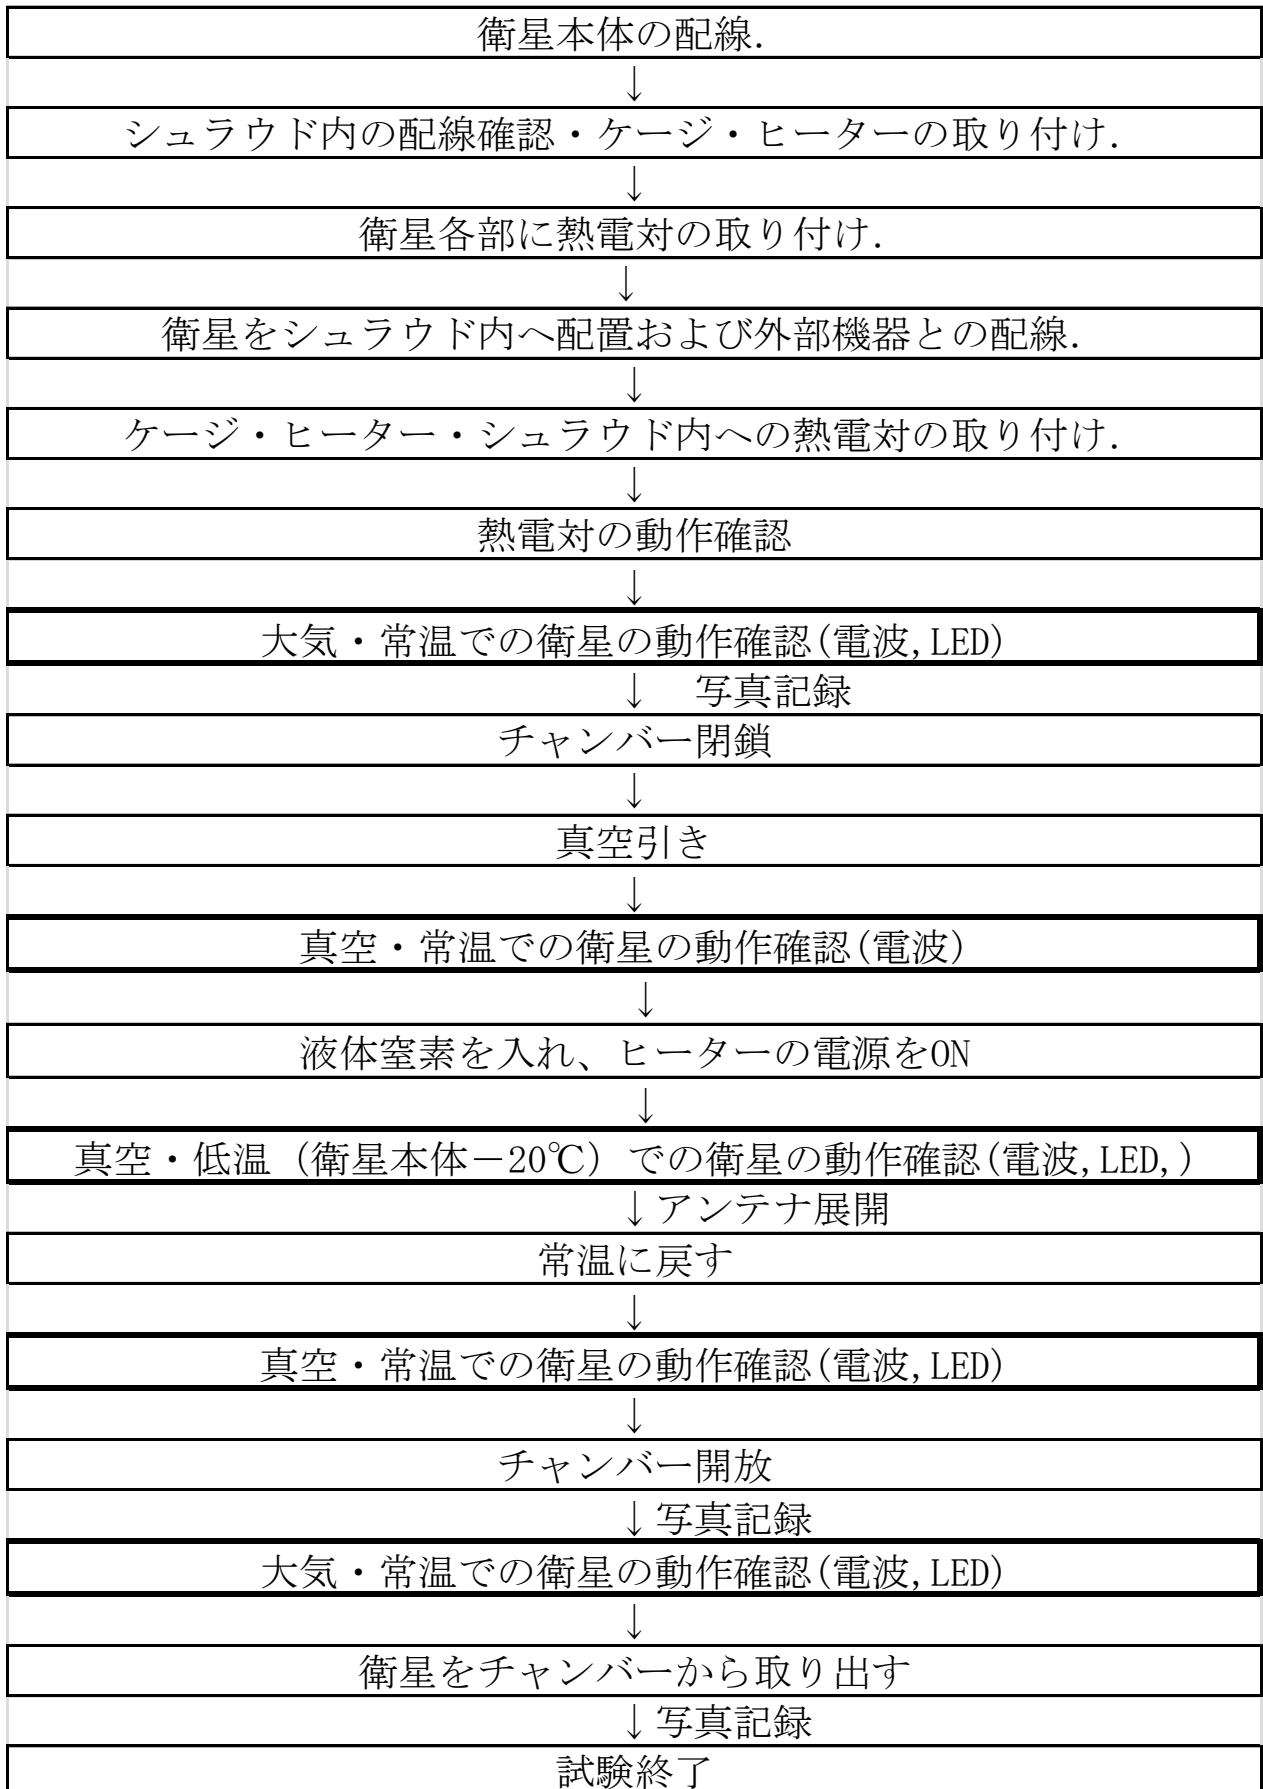 衛星本体の配線.
↓
シュラウド内の配線確認・ケージ・ヒーターの取り付け.
↓
衛星各部に熱電対の取り付け.
↓
衛星をシュラウド内へ配置および外部機器との配線.
↓
ケージ・ヒーター・シュラウド内への熱電対の取り付け.
↓
熱電対の動作確認
↓
大気・常温での衛星の動作確認(電波,LED)
↓ 写真記録
チャンバー閉鎖
↓
真空引き
↓
真空・常温での衛星の動作確認(電波)
↓
液体窒素を入れ、ヒーターの電源をON
↓
真空・低温（衛星本体－20℃）での衛星の動作確認(電波,LED,)
↓アンテナ展開
常温に戻す
↓
真空・常温での衛星の動作確認(電波,LED)
↓
チャンバー開放
↓写真記録
大気・常温での衛星の動作確認(電波,LED)
↓
衛星をチャンバーから取り出す
↓写真記録
試験終了